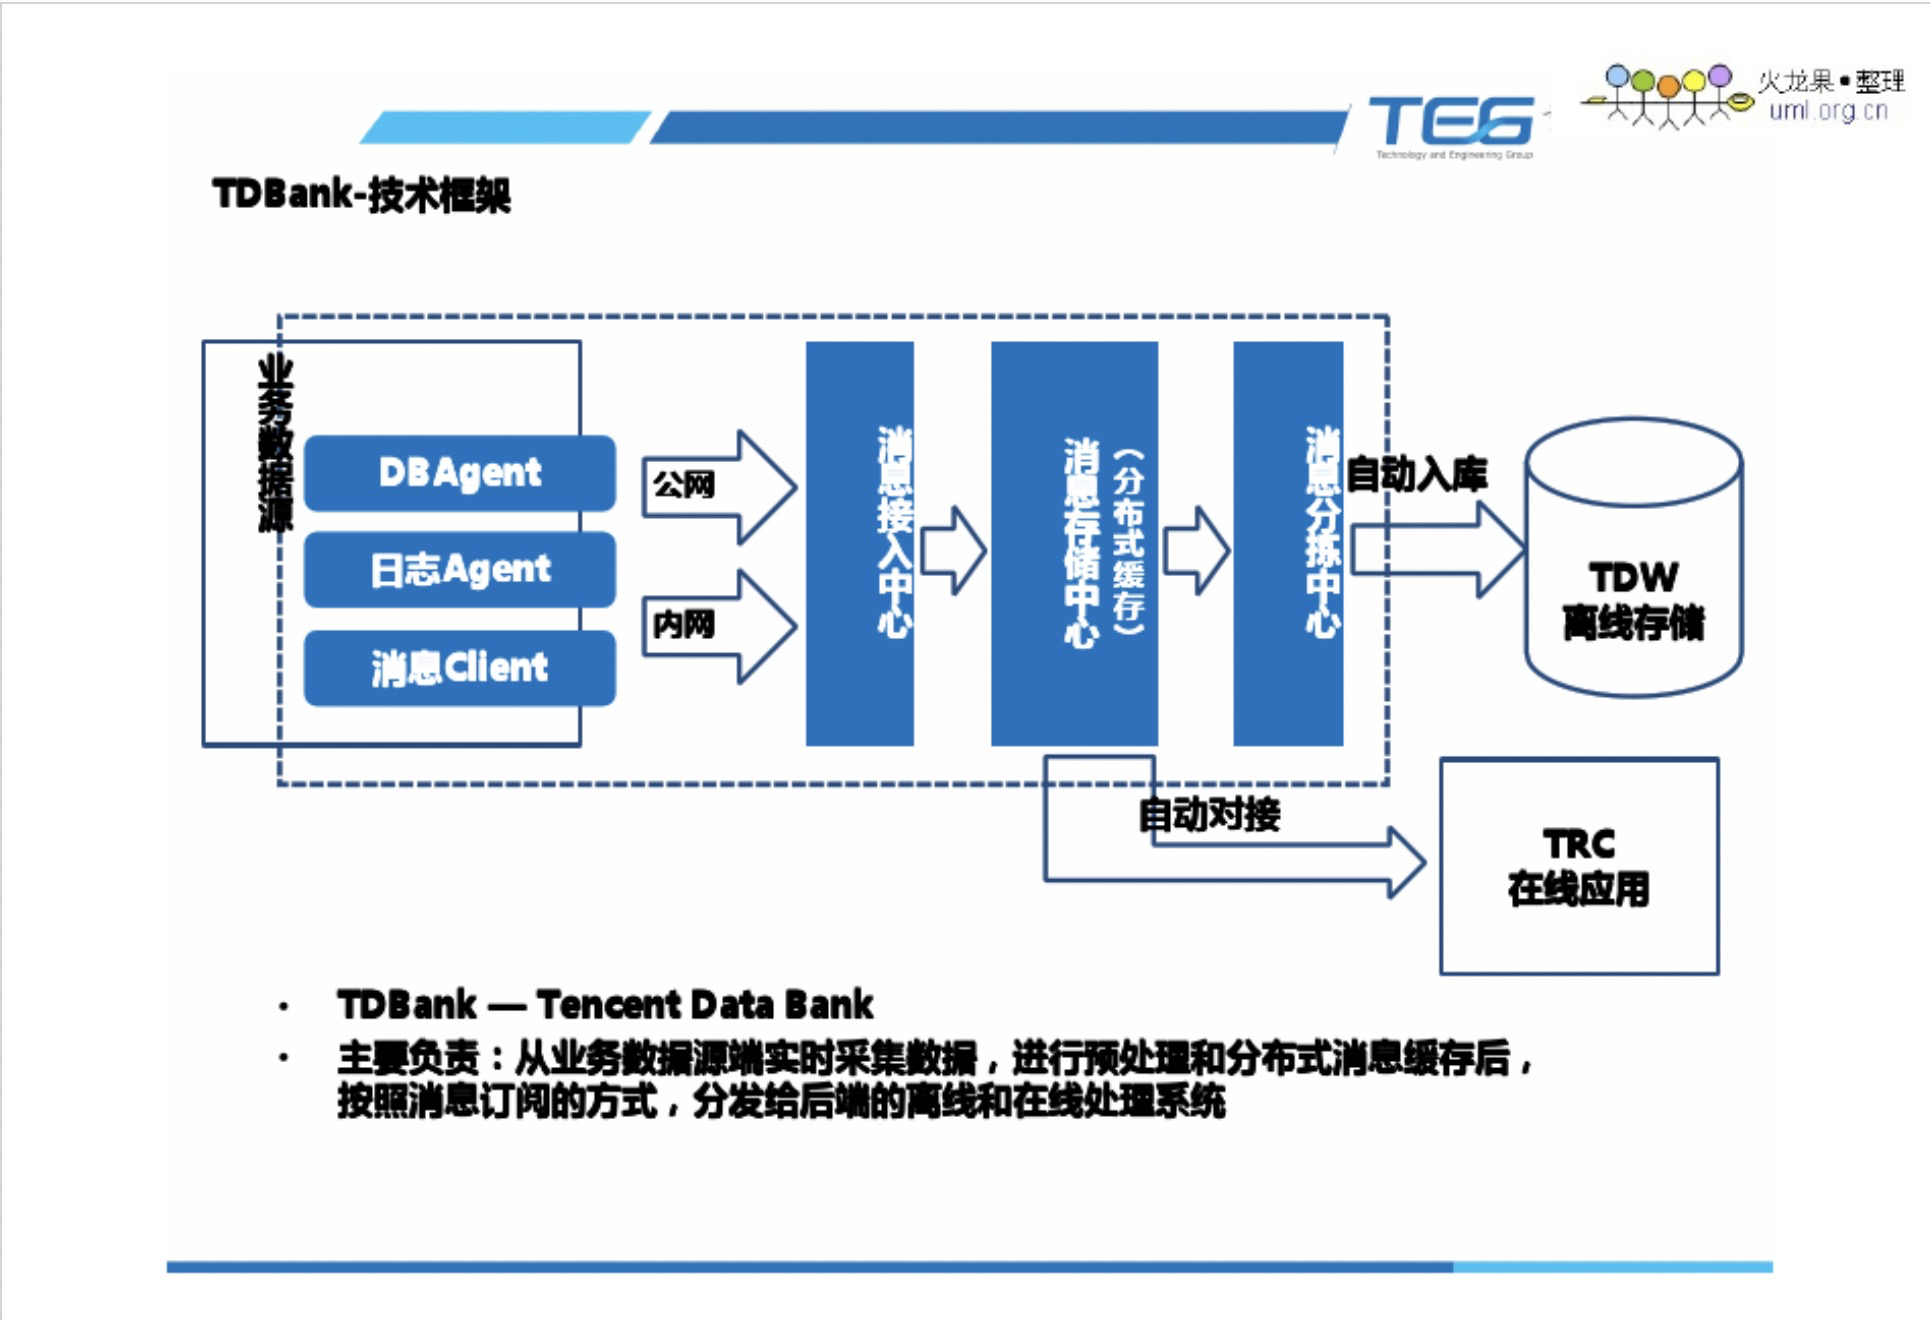 火龙果•整理
uml.org.cn
TEG
Technology and Engineering Group
TDBank-技术框架
业务数据源
DBAgent
日志Agent
消息Client
公网
内网
消息接入中心
消息存储中心
（分布式缓存）
消息分拣中心
自动入库
TDW
离线存储
自动对接
TRC
在线应用
• TDBank — Tencent Data Bank
• 主要负责：从业务数据源端实时采集数据，进行预处理和分布式消息缓存后，
按照消息订阅的方式，分发给后端的离线和在线处理系统